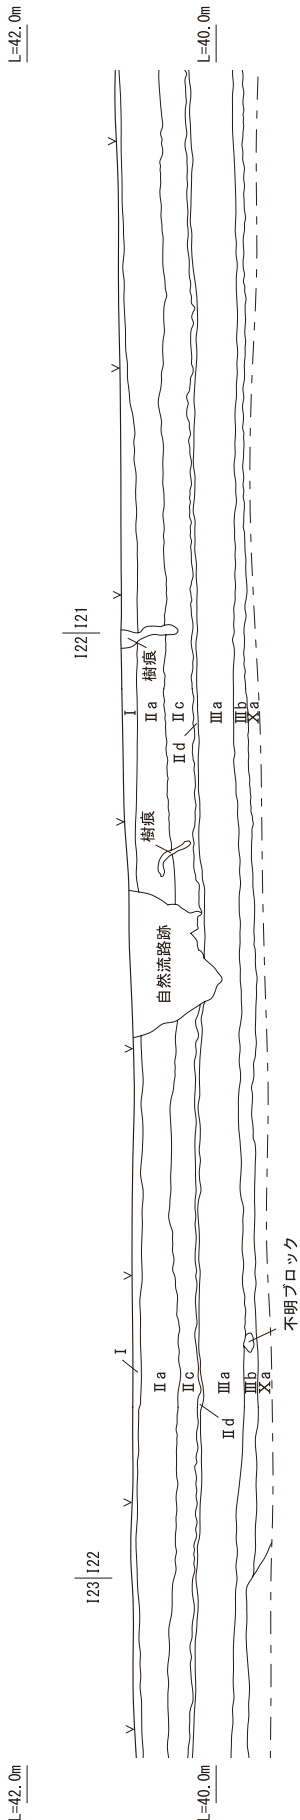 L=42.0m
L=40.0m
I22 I21
樹痕
I
Ⅱa
Ⅱc
Ⅱd
Ⅲa
Ⅲb
Ⅹa
樹痕
自然流路跡
I
Ⅱa
Ⅱc
Ⅱd
Ⅲa
Ⅲb
Ⅹa
不明ブロック
I23 I22
L=42.0m
L=40.0m